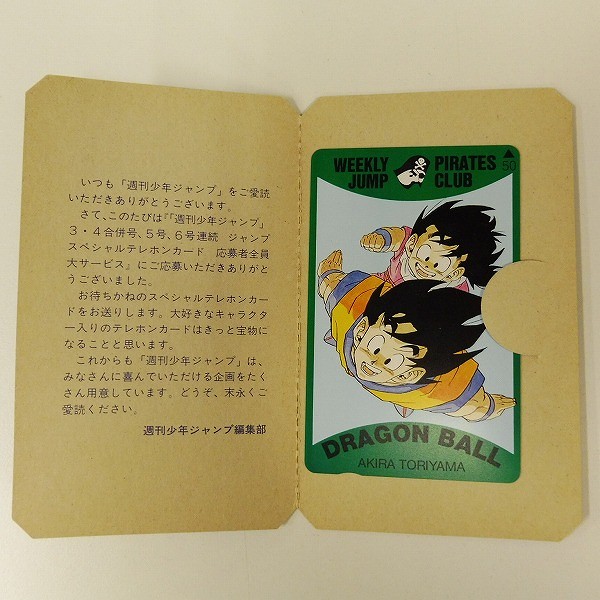 いつも「週刊少年ジャンプ」をご愛読
いただきありがとうございます。
さて、このたびは『「週刊少年ジャンプ」
3・4合併号、5号、6号連続 ジャンプ
スペシャルテレホンカード 応募者全員
大サービス』にご応募いただきありがと
うございました。
お待ちかねのスペシャルテレホンカー
ドをお送りします。大好きなキャラクタ
ー入りのテレホンカードはきっと宝物に
なることと思います。
これからも「週刊少年ジャンプ」は、
みなさんに喜んでいただける企画をたく
さん用意しています。どうぞ、末永くご
愛読ください。
週刊少年ジャンプ編集部
WEEKLY PIRATES
JUMP CLUB
50
DRAGON BALL
AKIRA TORIYAMA